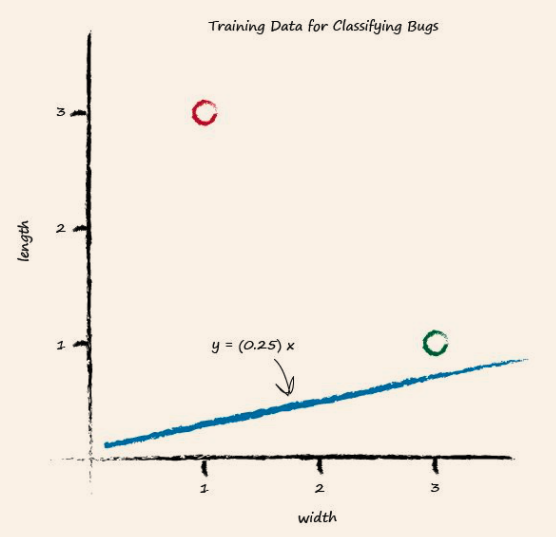 Training Data for Classifying Bugs
3
length
2
1
y = (0.25) x
1
2
3
width